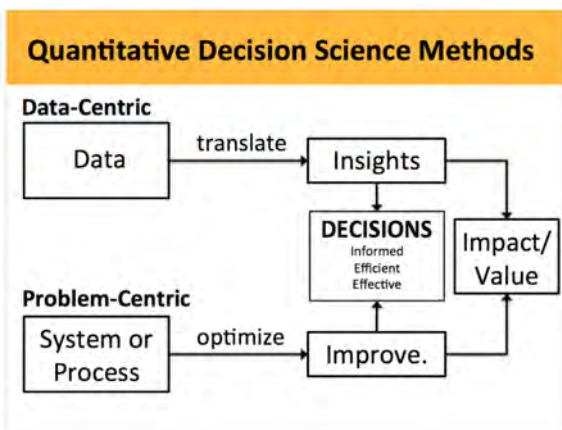 Quantitative Decision Science Methods
Data-Centric
Data
translate
Insights
DECISIONS
Informed
Efficient
Effective
Impact/
Value
Problem-Centric
System or
Process
optimize
Improve.